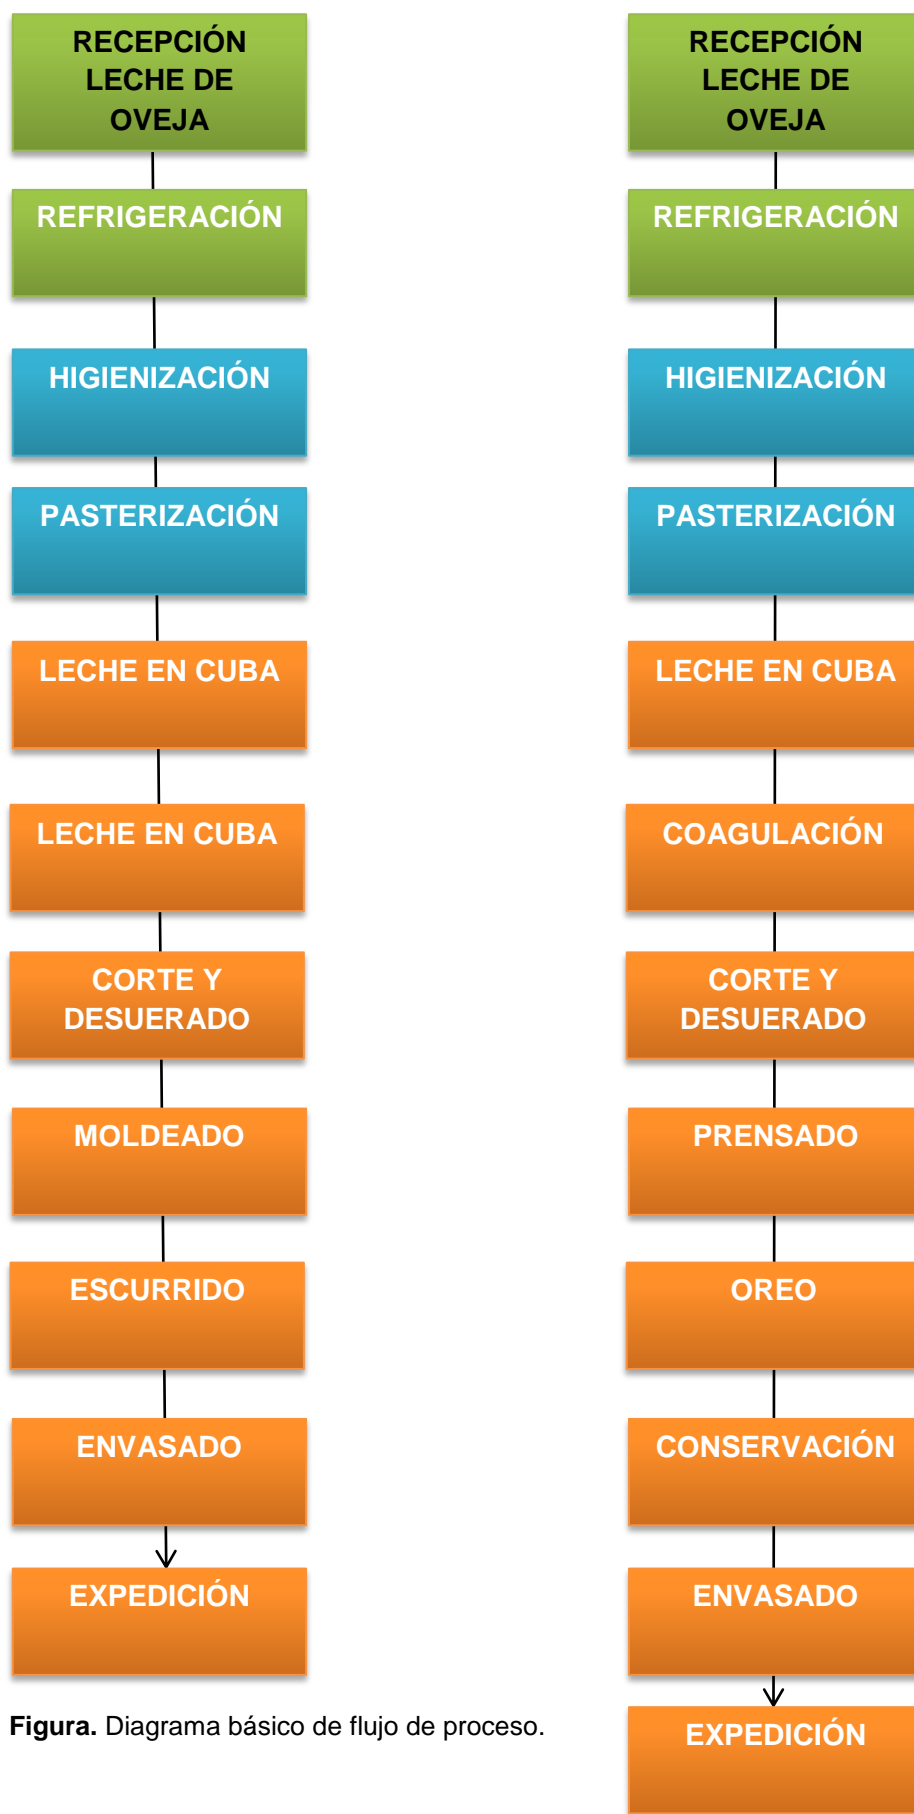 RECEPCIÓN
LECHE DE
OVEJA
REFRIGERACIÓN
HIGIENIZACIÓN
PASTERIZACIÓN
LECHE EN CUBA
LECHE EN CUBA
CORTE Y
DESUERADO
MOLDEADO
ESCURRIDO
ENVASADO
EXPEDICIÓN
Figura. Diagrama básico de flujo de proceso.
RECEPCIÓN
LECHE DE
OVEJA
REFRIGERACIÓN
HIGIENIZACIÓN
PASTERIZACIÓN
LECHE EN CUBA
COAGULACIÓN
CORTE Y
DESUERADO
PRENSADO
OREO
CONSERVACIÓN
ENVASADO
EXPEDICIÓN